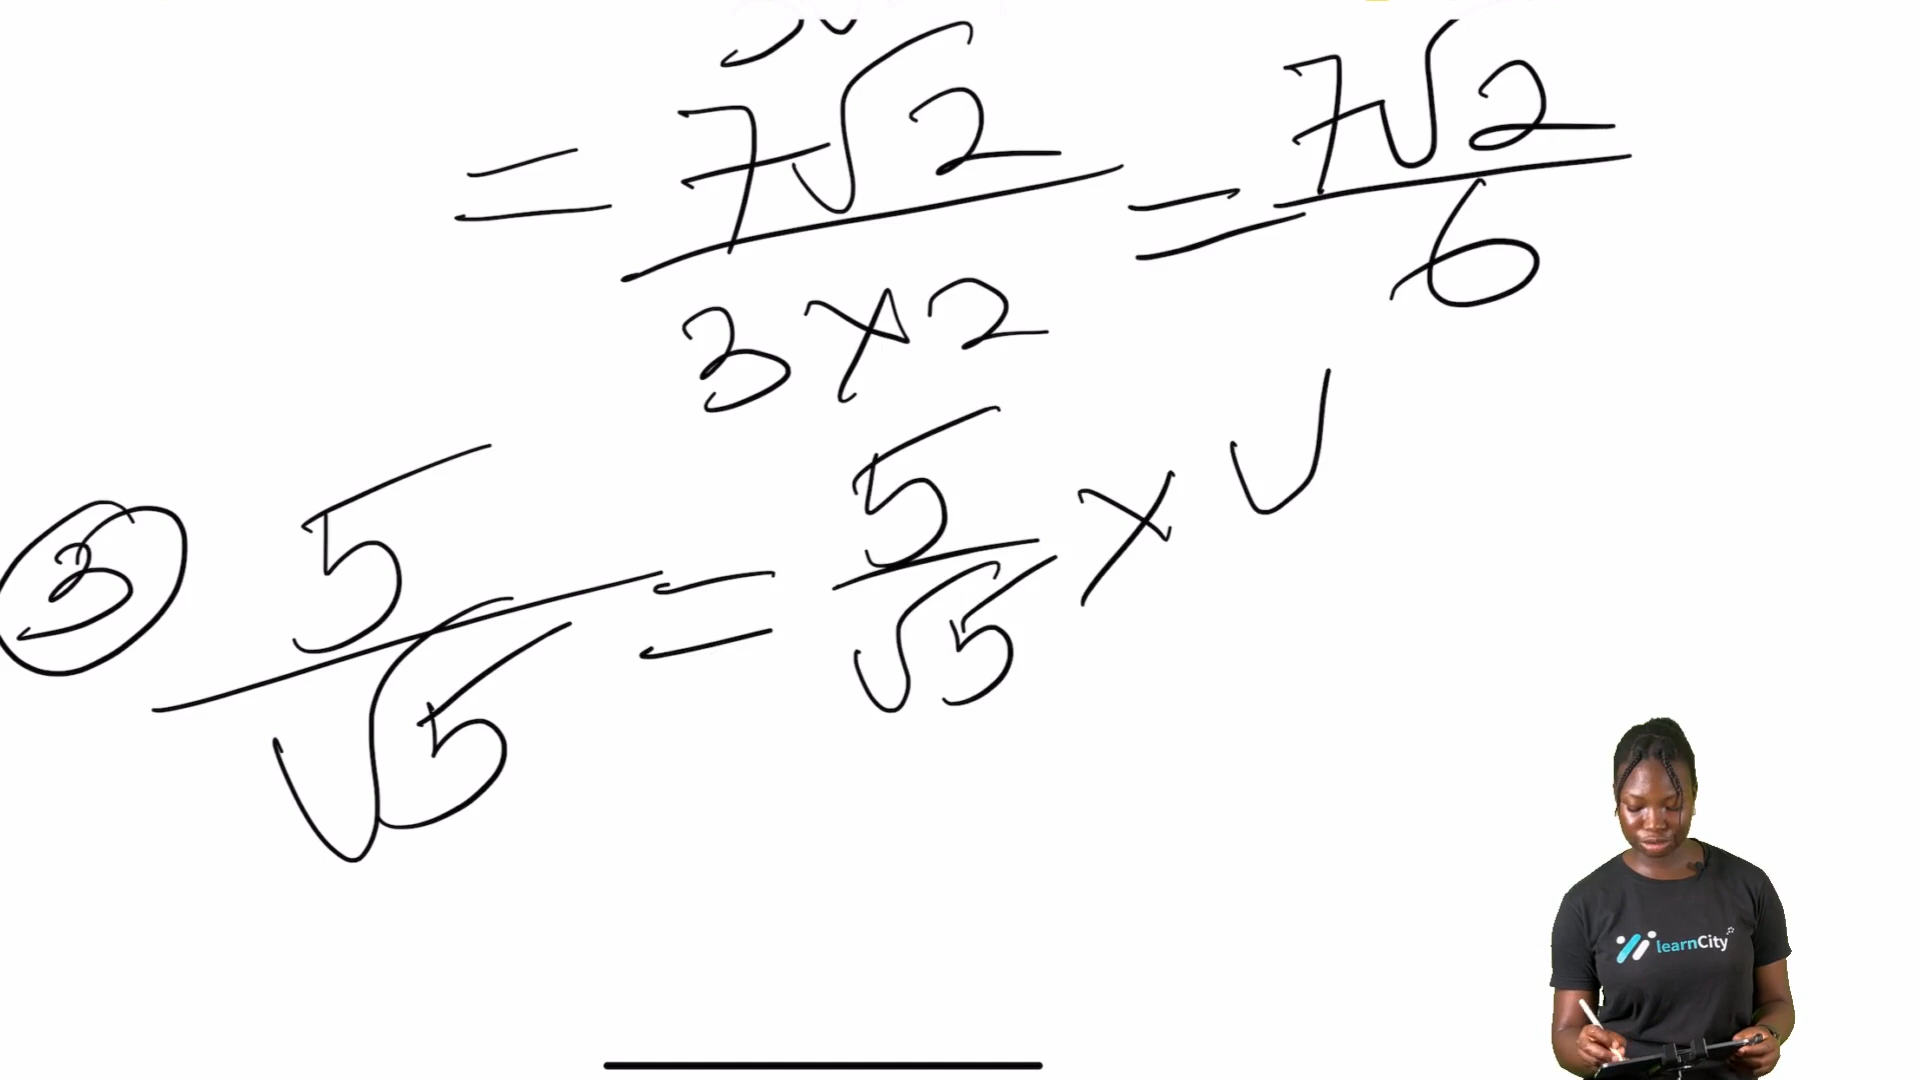 = 7√2 / 3×2 = 7√2 / 6
③ 5/√5 = 5/√5 × √
learnCity